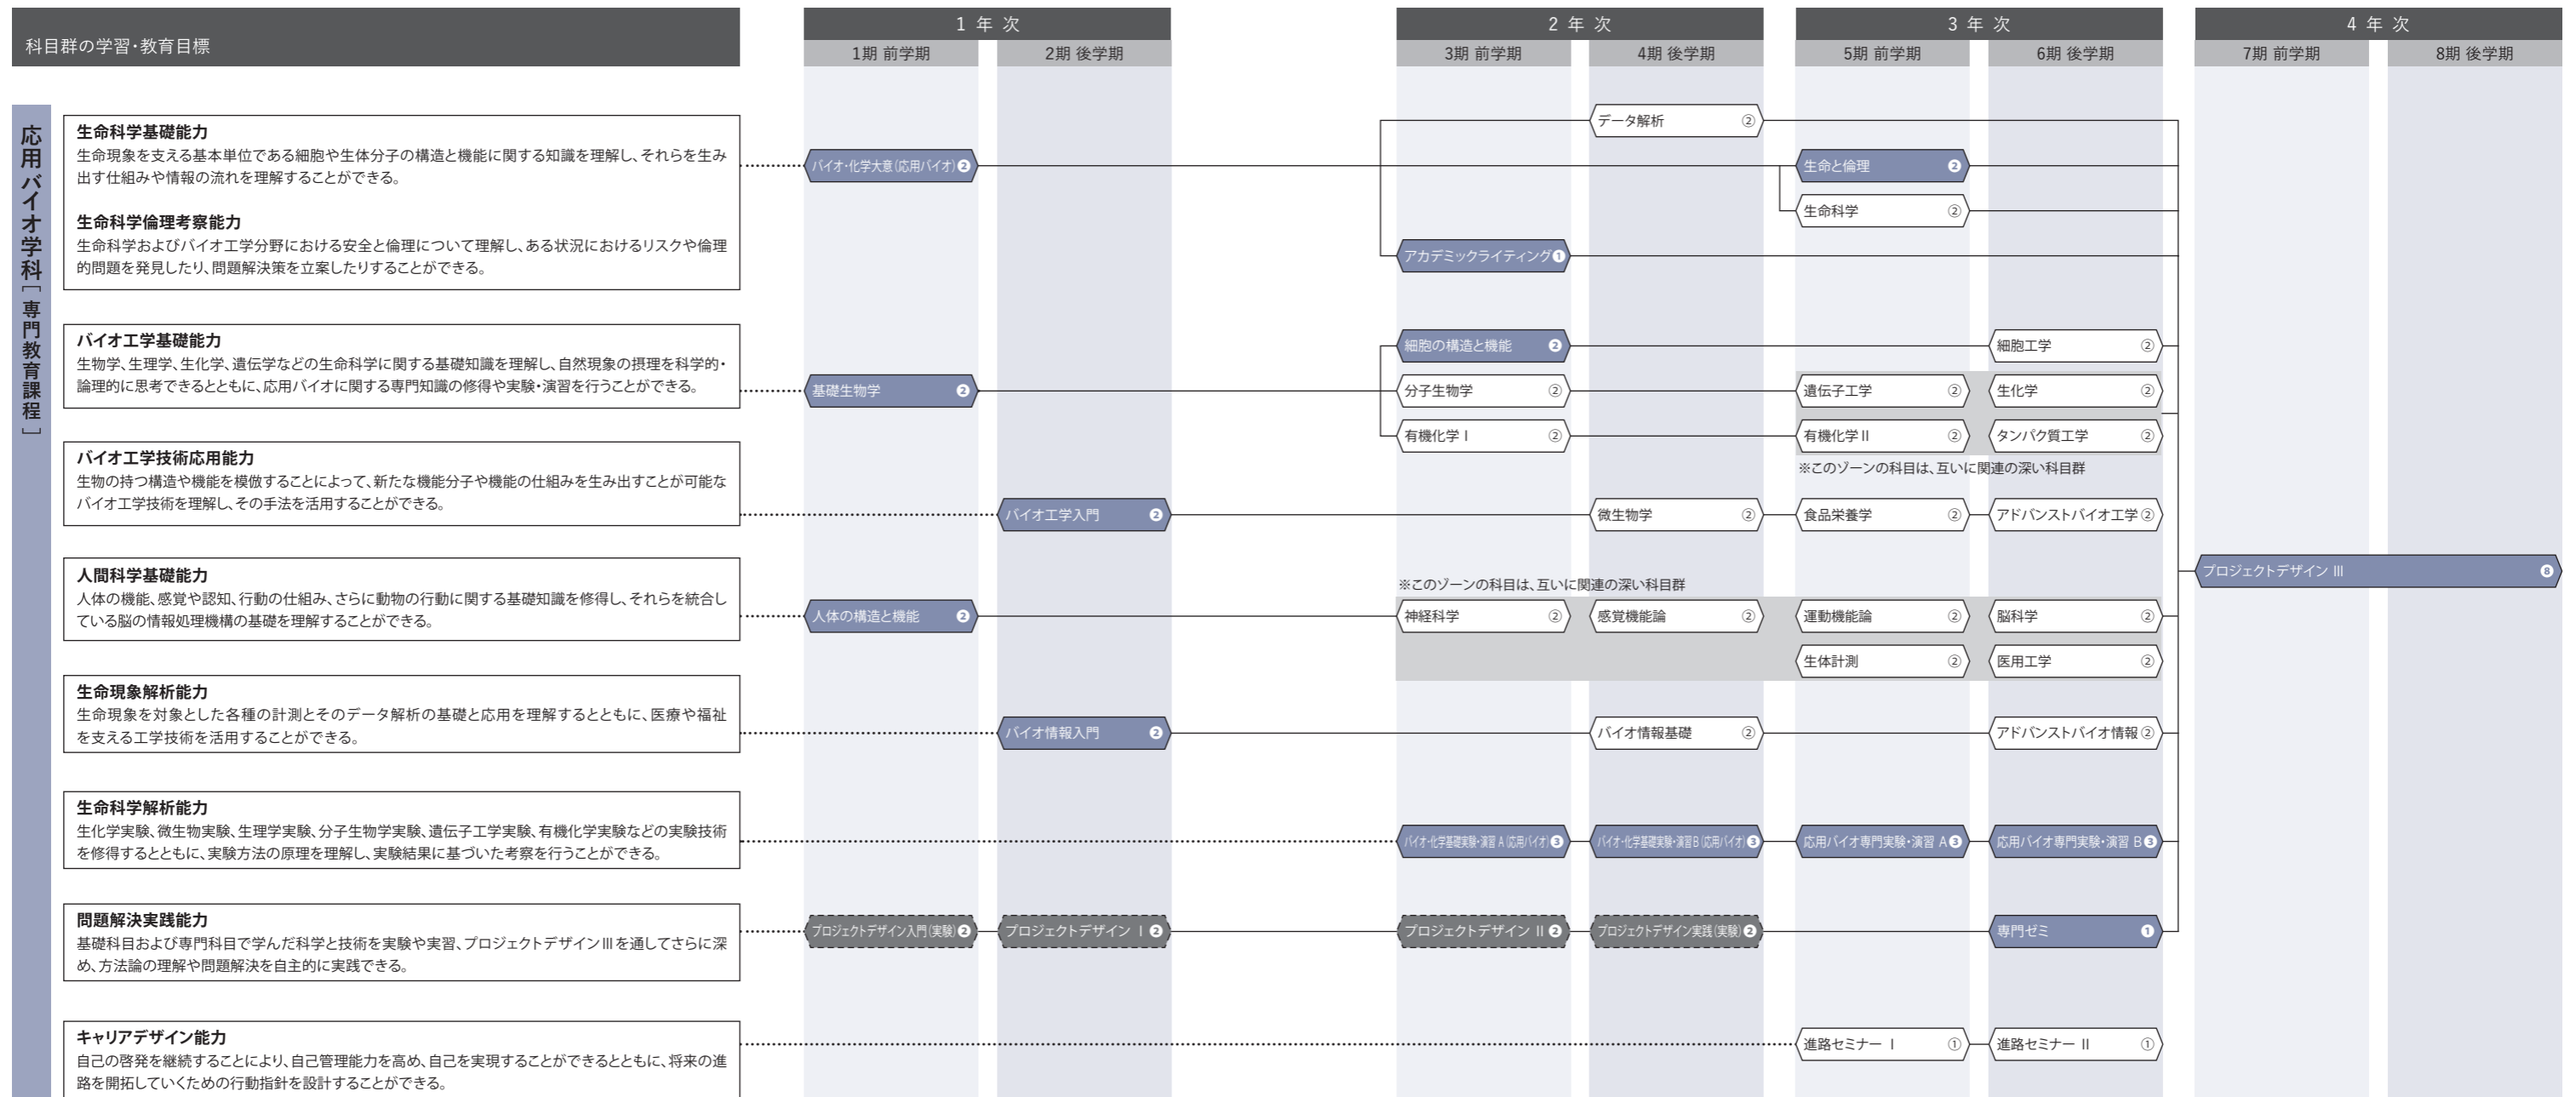 科目群の学習・教育目標
1 年 次
2 年 次
3 年 次
4 年 次
1期 前学期
2期 後学期
3期 前学期
4期 後学期
5期 前学期
6期 後学期
7期 前学期
8期 後学期
応用バイオ学科［専門教育課程］
生命科学基礎能力
生命現象を支える基本単位である細胞や生体分子の構造と機能に関する知識を理解し、それらを生み
出す仕組みや情報の流れを理解することができる。
生命科学倫理考察能力
生命科学およびバイオ工学分野における安全と倫理について理解し、ある状況におけるリスクや倫理
的問題を発見したり、問題解決策を立案したりすることができる。
データ解析 ②
バイオ・化学大意（応用バイオ）❷
生命と倫理 ❷
生命科学 ②
アカデミックライティング❶
バイオ工学基礎能力
生物学、生理学、生化学、遺伝学などの生命科学に関する基礎知識を理解し、自然現象の摂理を科学的・
論理的に思考できるとともに、応用バイオに関する専門知識の修得や実験・演習を行うことができる。
細胞の構造と機能 ❷
細胞工学 ②
基礎生物学 ❷
分子生物学 ②
遺伝子工学 ②
生化学 ②
有機化学Ⅰ ②
有機化学Ⅱ ②
タンパク質工学 ②
※このゾーンの科目は、互いに関連の深い科目群
バイオ工学技術応用能力
生物の持つ構造や機能を模倣することによって、新たな機能分子や機能の仕組みを生み出すことが可能な
バイオ工学技術を理解し、その手法を活用することができる。
バイオ工学入門 ❷
微生物学 ②
食品栄養学 ②
アドバンストバイオ工学 ②
プロジェクトデザイン Ⅲ ❽
人間科学基礎能力
人体の機能、感覚や認知、行動の仕組み、さらに動物の行動に関する基礎知識を修得し、それらを統合し
ている脳の情報処理機構の基礎を理解することができる。
※このゾーンの科目は、互いに関連の深い科目群
人体の構造と機能 ❷
神経科学 ②
感覚機能論 ②
運動機能論 ②
脳科学 ②
生体計測 ②
医用工学 ②
生命現象解析能力
生命現象を対象とした各種の計測とそのデータ解析の基礎と応用を理解するとともに、医療や福祉
を支える工学技術を活用することができる。
バイオ情報入門 ❷
バイオ情報基礎 ②
アドバンストバイオ情報 ②
生命科学解析能力
生化学実験、微生物実験、生理学実験、分子生物学実験、遺伝子工学実験、有機化学実験などの実験技術
を修得するとともに、実験方法の原理を理解し、実験結果に基づいた考察を行うことができる。
バイオ・化学基礎実験・演習 A（応用バイオ）❸
バイオ・化学基礎実験・演習 B（応用バイオ）❸
応用バイオ専門実験・演習 A❸
応用バイオ専門実験・演習 B❸
問題解決実践能力
基礎科目および専門科目で学んだ科学と技術を実験や実習、プロジェクトデザインⅢを通してさらに深
め、方法論の理解や問題解決を自主的に実践できる。
プロジェクトデザイン入門（実験）❷
プロジェクトデザイン Ⅰ ❷
プロジェクトデザイン Ⅱ ❷
プロジェクトデザイン実践（実験）❷
専門ゼミ ❶
キャリアデザイン能力
自己の啓発を継続することにより、自己管理能力を高め、自己を実現することができるとともに、将来の進
路を開拓していくための行動指針を設計することができる。
進路セミナー Ⅰ ①
進路セミナー Ⅱ ①